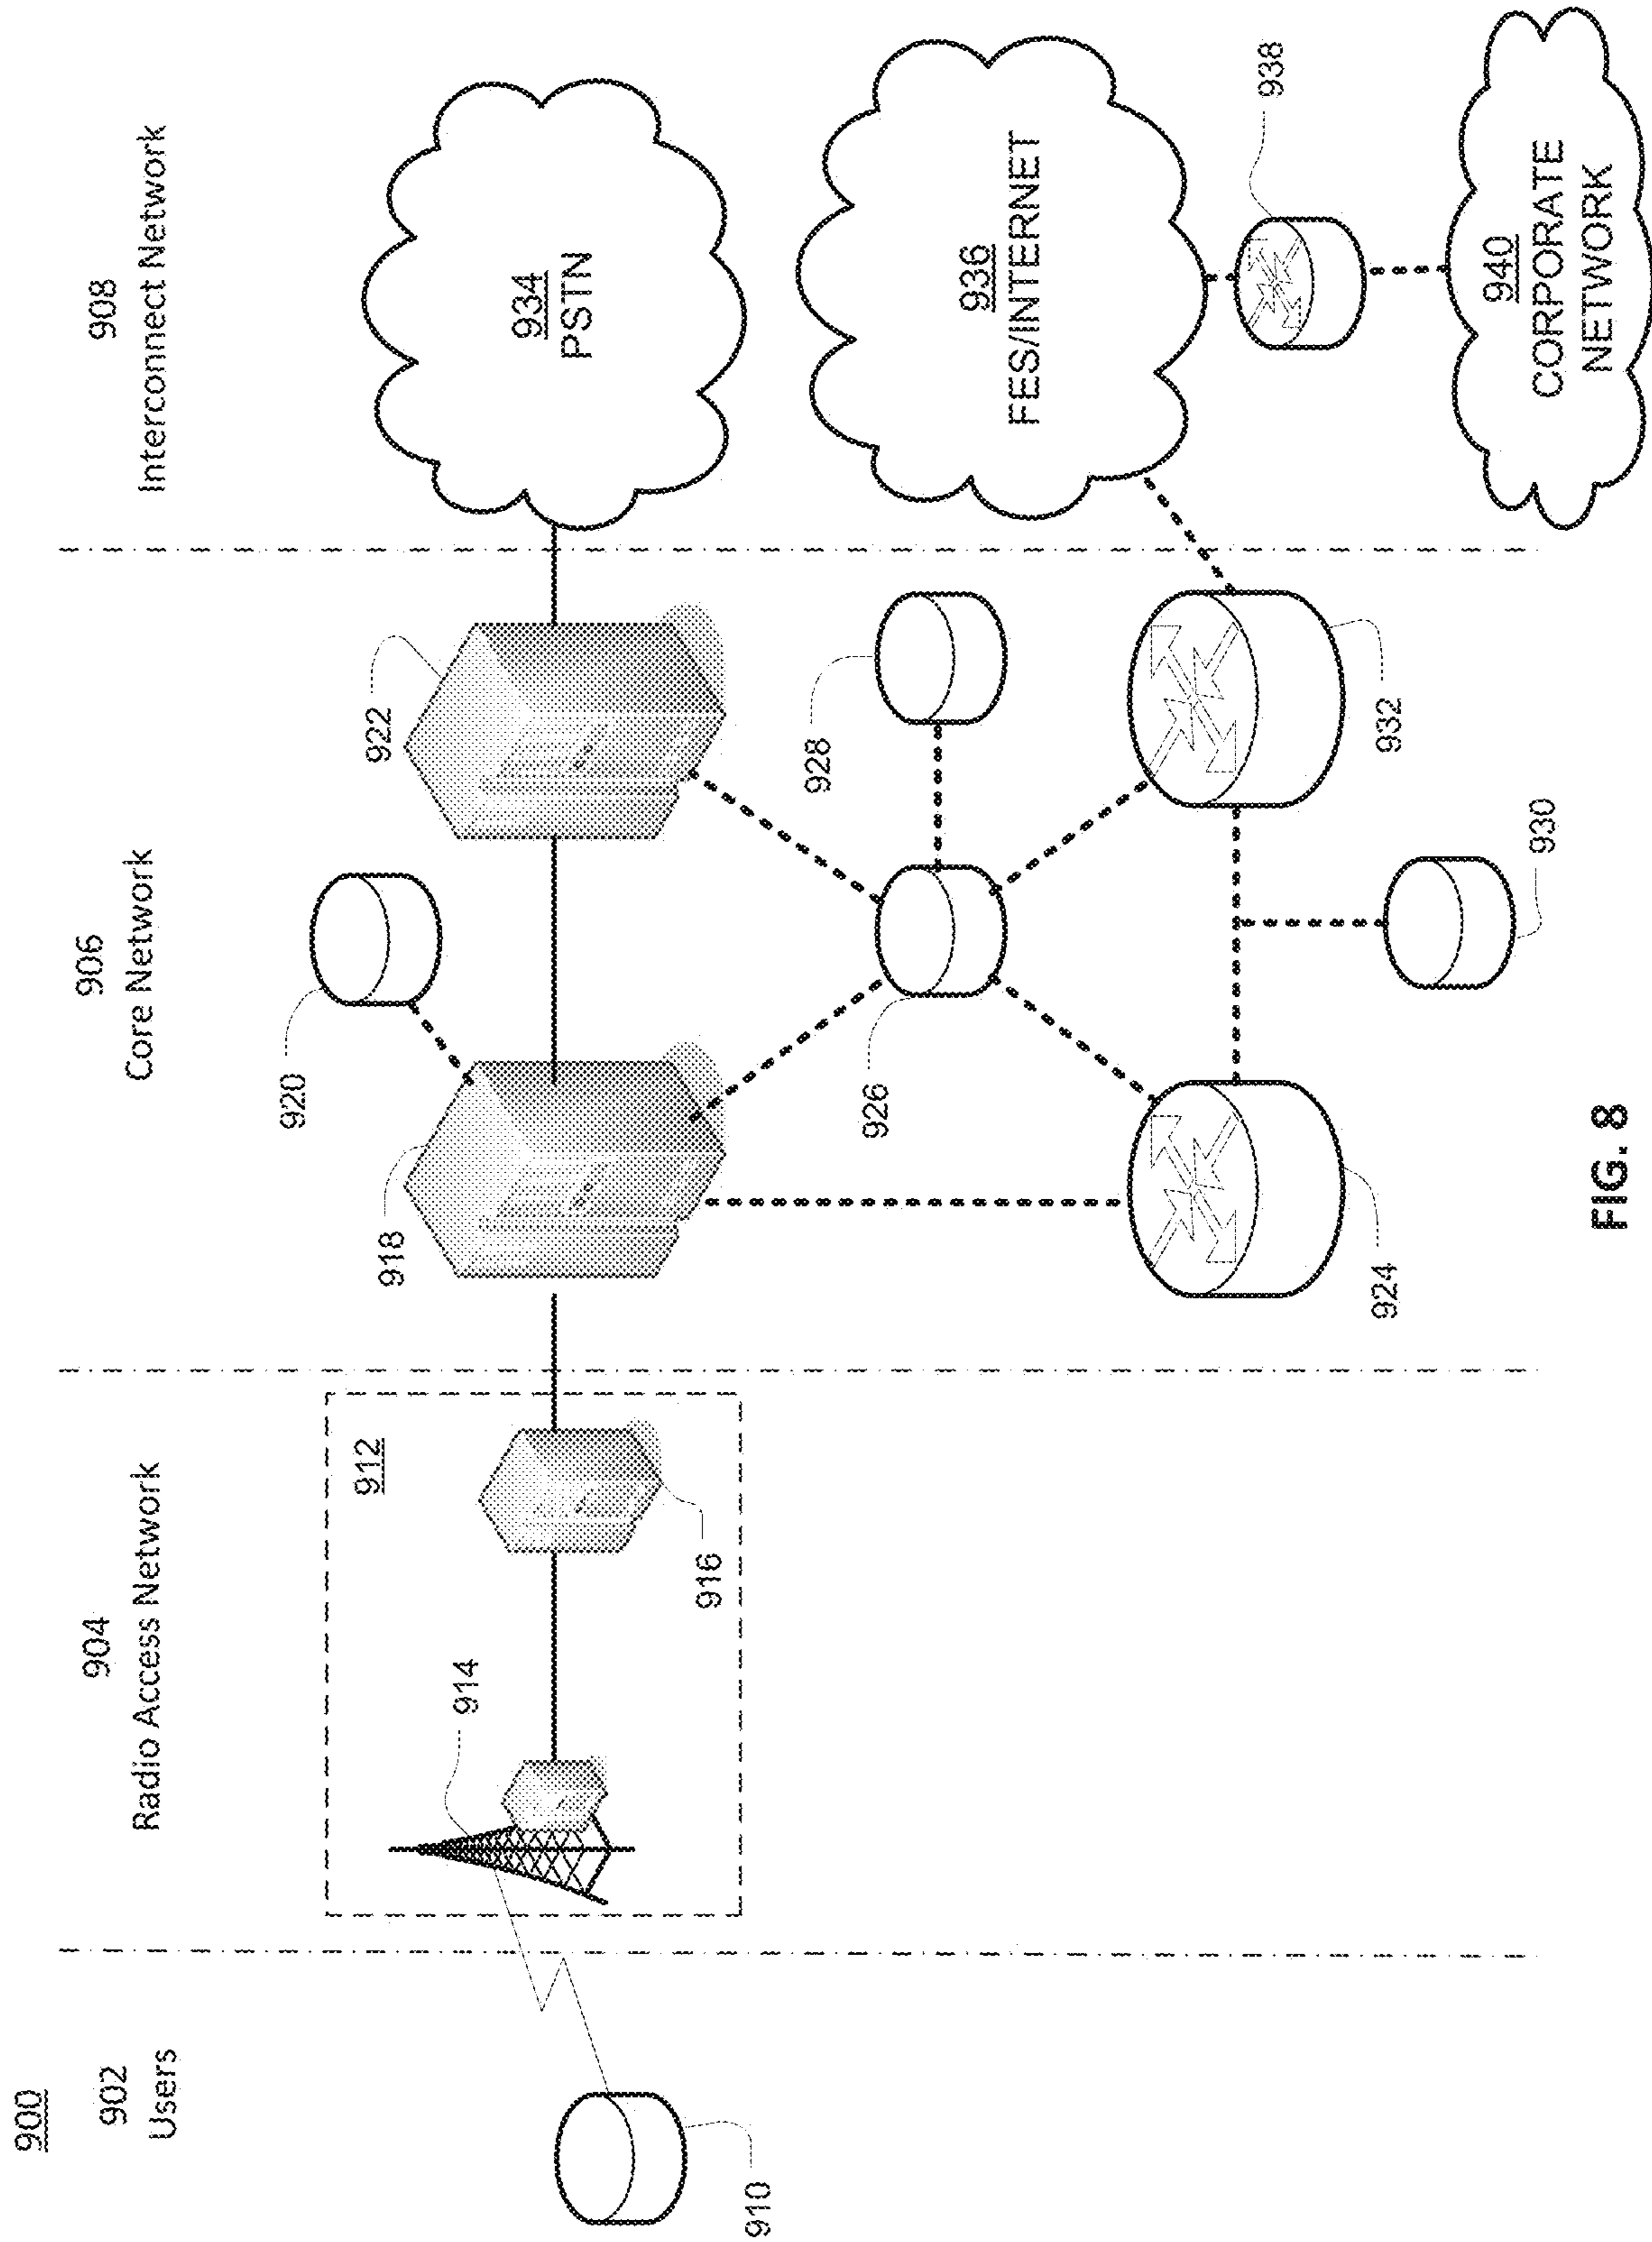 900
902
Users
904
Radio Access Network
906
Core Network
908
Interconnect Network
910
912
914
916
918
920
922
924
926
928
930
932
934
PSTN
936
FES/INTERNET
938
940
CORPORATE
NETWORK
FIG. 8